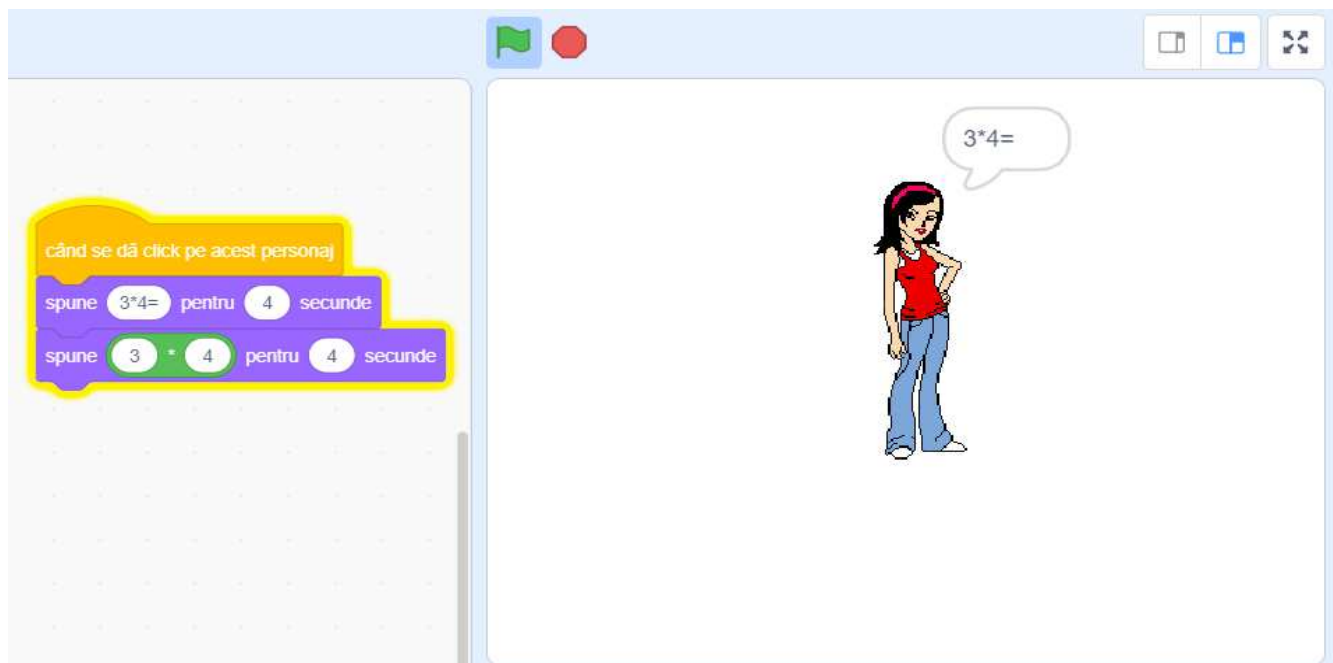 3*4=
când se dă click pe acest personaj
spune 3*4= pentru 4 secunde
spune 3 * 4 pentru 4 secunde